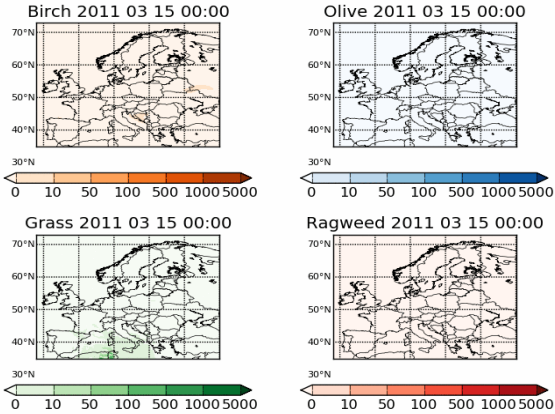 Birch 2011 03 15 00:00
70°N
60°N
50°N
40°N
30°N
0 10 50 100 500 1000 5000
Olive 2011 03 15 00:00
70°N
60°N
50°N
40°N
30°N
0 10 50 100 500 1000 5000
Grass 2011 03 15 00:00
70°N
60°N
50°N
40°N
30°N
0 10 50 100 500 1000 5000
Ragweed 2011 03 15 00:00
70°N
60°N
50°N
40°N
30°N
0 10 50 100 500 1000 5000